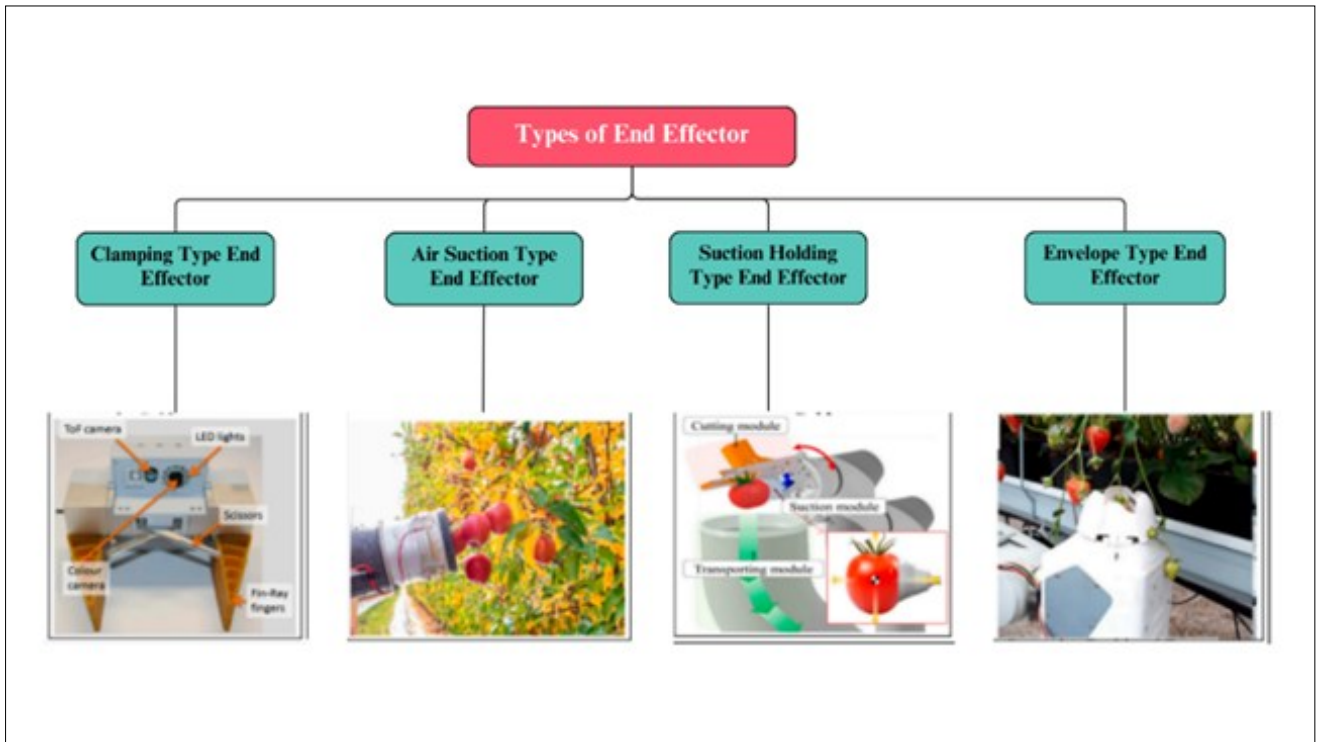 Types of End Effector
Clamping Type End
Effector
Air Suction Type
End Effector
Suction Holding
Type End Effector
Envelope Type End
Effector
ToF camera
LED lights
Scissors
Colour
camera
Fin-Ray
fingers
Cutting module
Suction module
Transporting module